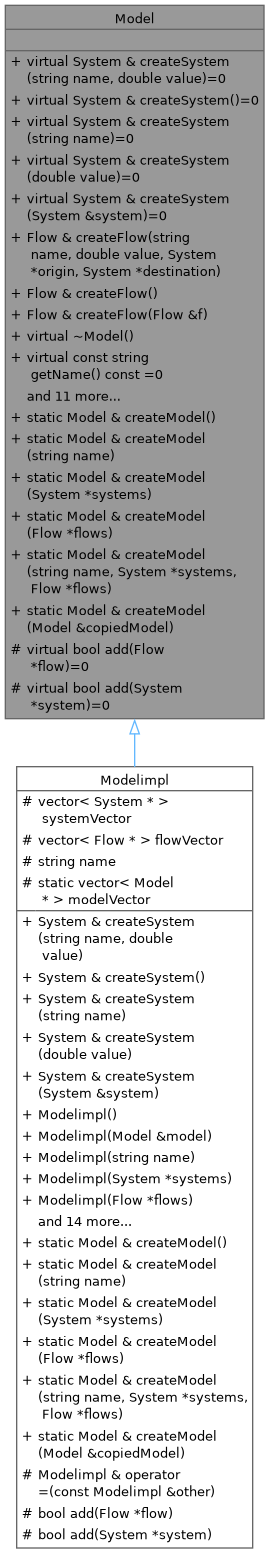 Model
+ virtual System & createSystem
(string name, double value)=0
+ virtual System & createSystem()=0
+ virtual System & createSystem
(string name)=0
+ virtual System & createSystem
(double value)=0
+ virtual System & createSystem
(System &system)=0
+ Flow & createFlow(string
name, double value, System
*origin, System *destination)
+ Flow & createFlow()
+ Flow & createFlow(Flow &f)
+ virtual ~Model()
+ virtual const string
getName() const =0
and 11 more...
+ static Model & createModel()
+ static Model & createModel
(string name)
+ static Model & createModel
(System *systems)
+ static Model & createModel
(Flow *flows)
+ static Model & createModel
(string name, System *systems,
Flow *flows)
+ static Model & createModel
(Model &copiedModel)
# virtual bool add(Flow
*flow)=0
# virtual bool add(System
*system)=0
Modelimpl
# vector< System * >
systemVector
# vector< Flow * > flowVector
# string name
# static vector< Model
* > modelVector
+ System & createSystem
(string name, double
value)
+ System & createSystem()
+ System & createSystem
(string name)
+ System & createSystem
(double value)
+ System & createSystem
(System &system)
+ Modelimpl()
+ Modelimpl(Model &model)
+ Modelimpl(string name)
+ Modelimpl(System *systems)
+ Modelimpl(Flow *flows)
and 14 more...
+ static Model & createModel()
+ static Model & createModel
(string name)
+ static Model & createModel
(System *systems)
+ static Model & createModel
(Flow *flows)
+ static Model & createModel
(string name, System *systems,
Flow *flows)
+ static Model & createModel
(Model &copiedModel)
# Modelimpl & operator
=(const Modelimpl &other)
# bool add(Flow *flow)
# bool add(System *system)